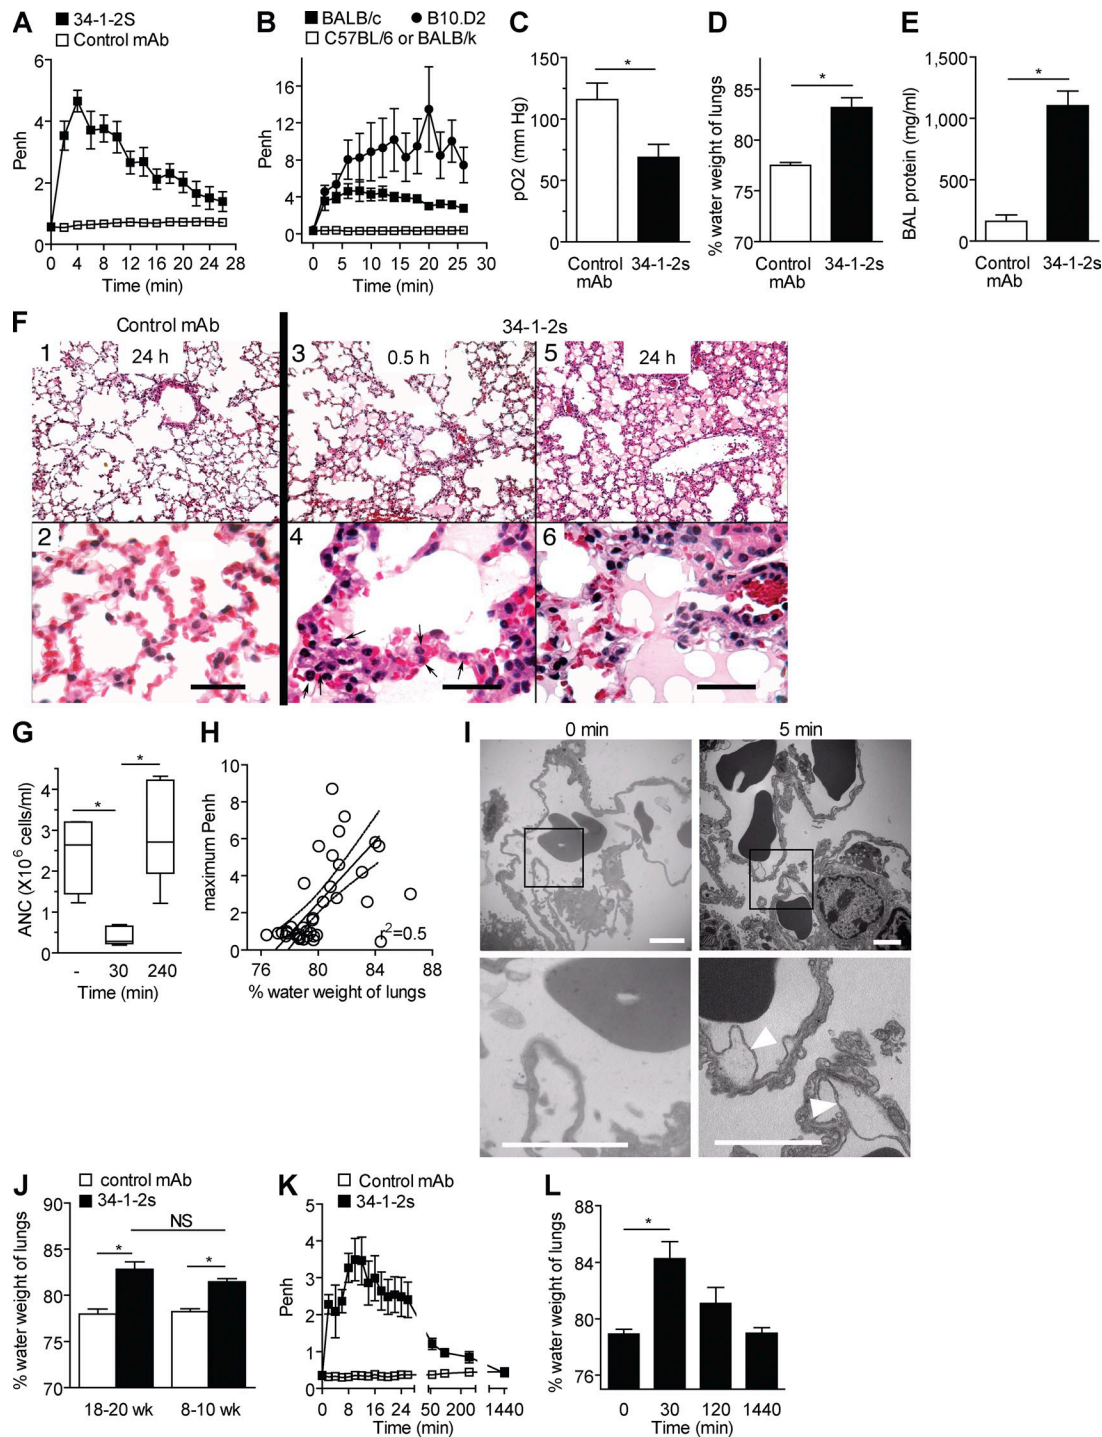 A
34-1-2S
Control mAb
Penh
6
4
2
0
0 4 8 12 16 20 24 28
Time (min)
B
BALB/c B10.D2
C57BL/6 or BALB/k
Penh
16
12
8
4
0
0 5 10 15 20 25 30
Time (min)
C
pO2 (mm Hg)
150
100
50
0
*
Control mAb 34-1-2s
D
% water weight of lungs
85
80
75
70
*
Control mAb 34-1-2s
E
BAL protein (mg/ml)
1,500
1,000
500
0
*
Control mAb 34-1-2s
F
Control mAb
34-1-2s
1 24 h
3 0.5 h
5 24 h
2
4
6
G
ANC (X10⁶ cells/ml)
4
3
2
1
0
* *
- 30 240
Time (min)
H
maximum Penh
10
8
6
4
2
0
r²=0.5
76 80 84 88
% water weight of lungs
I
0 min
5 min
J
control mAb
34-1-2s
% water weight of lungs
90
85
80
75
70
NS
* *
18-20 wk 8-10 wk
K
Control mAb
34-1-2s
Penh
5
4
3
2
1
0
0 8 16 24 50 200 1440
Time (min)
L
% water weight of lungs
88
84
80
76
*
0 30 120 1440
Time (min)